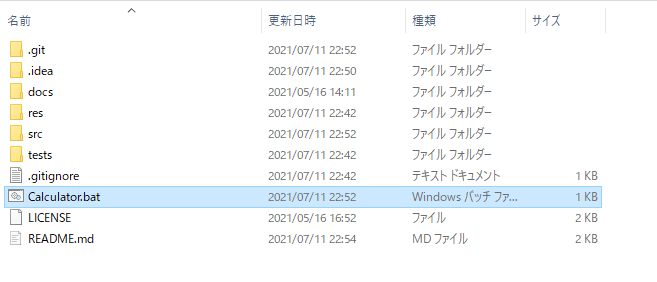 名前 更新日時 種類 サイズ
.git 2021/07/11 22:52 ファイル フォルダー
.idea 2021/07/11 22:50 ファイル フォルダー
docs 2021/05/16 14:11 ファイル フォルダー
res 2021/07/11 22:42 ファイル フォルダー
src 2021/07/11 22:52 ファイル フォルダー
tests 2021/07/11 22:42 ファイル フォルダー
.gitignore 2021/07/11 22:42 テキスト ドキュメント 1 KB
Calculator.bat 2021/07/11 22:52 Windows バッチ ファ... 1 KB
LICENSE 2021/05/16 16:52 ファイル 2 KB
README.md 2021/07/11 22:54 MD ファイル 2 KB